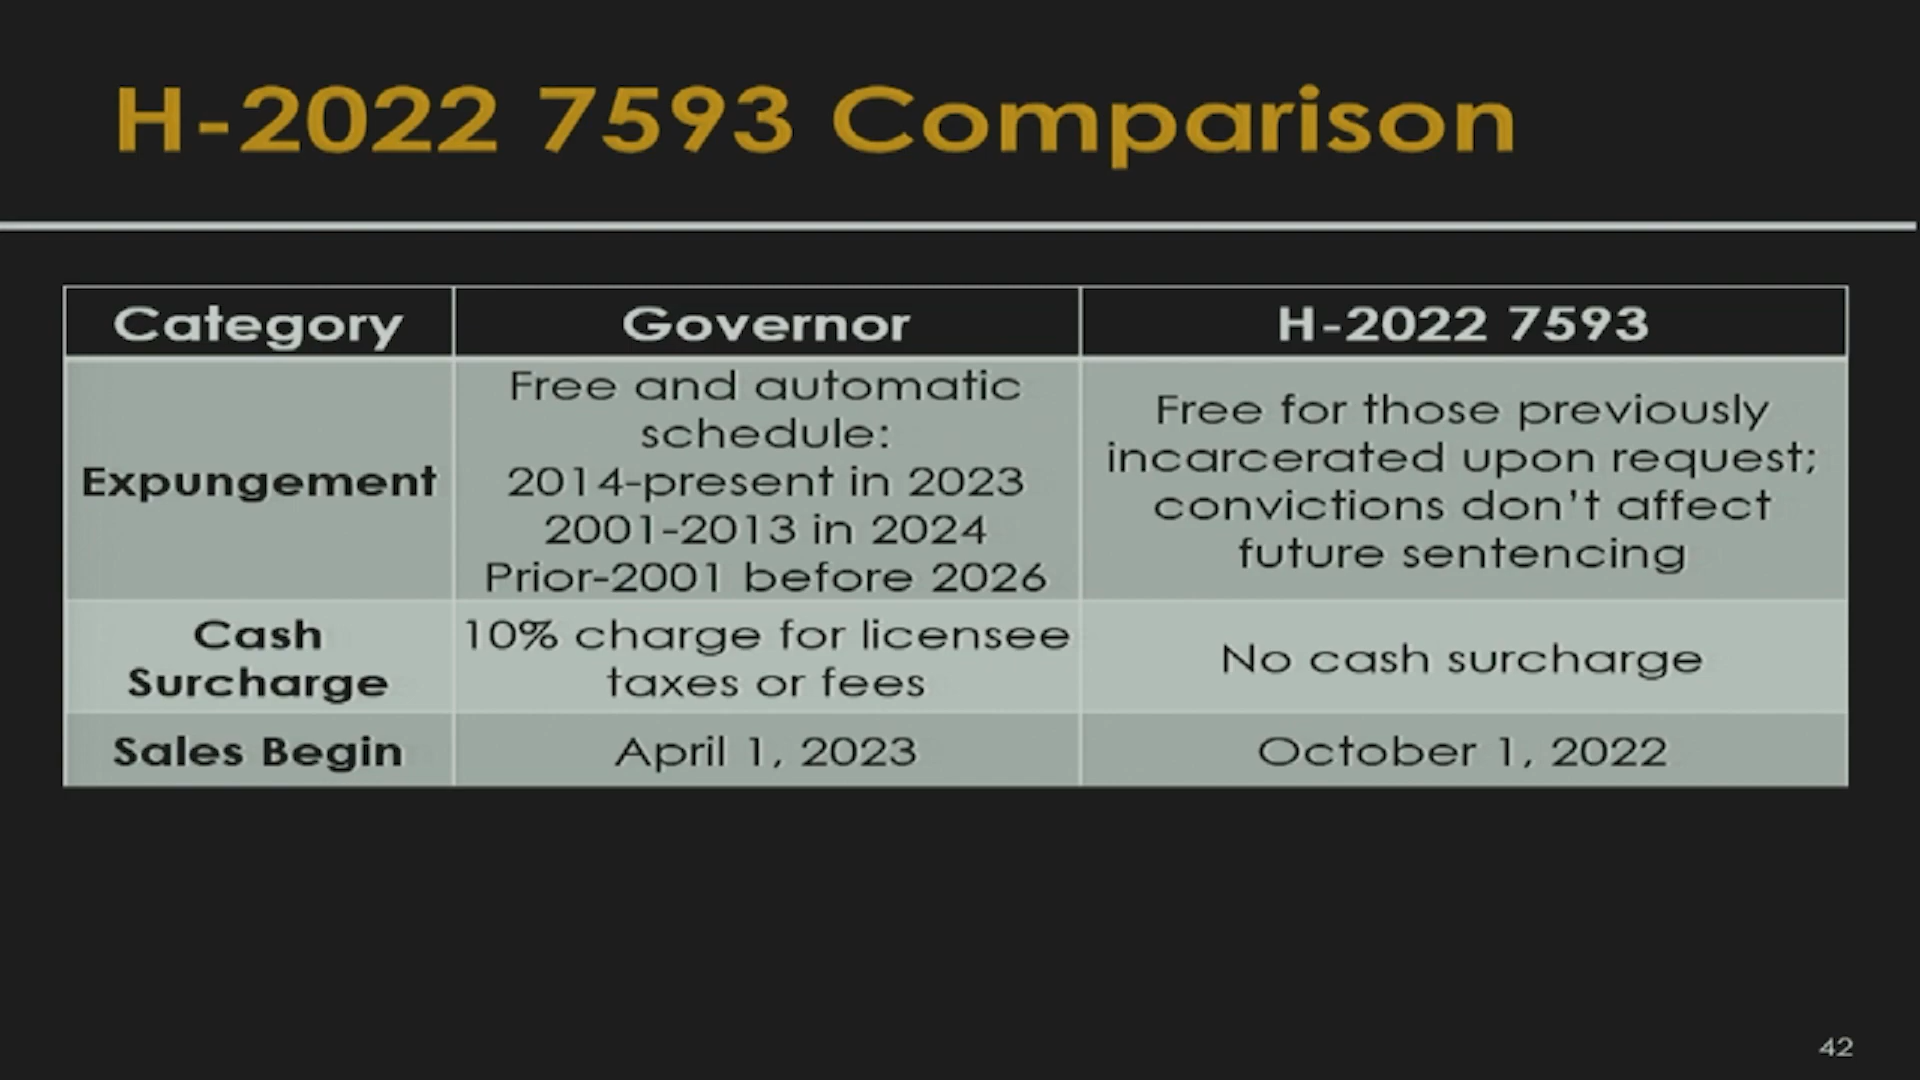 H-2022 7593 Comparison
Category
Governor
H-2022 7593
Expungement
Free and automatic
schedule:
2014-present in 2023
2001-2013 in 2024
Prior-2001 before 2026
Free for those previously
incarcerated upon request;
convictions don't affect
future sentencing
Cash
Surcharge
10% charge for licensee
taxes or fees
No cash surcharge
Sales Begin
April 1, 2023
October 1, 2022
42